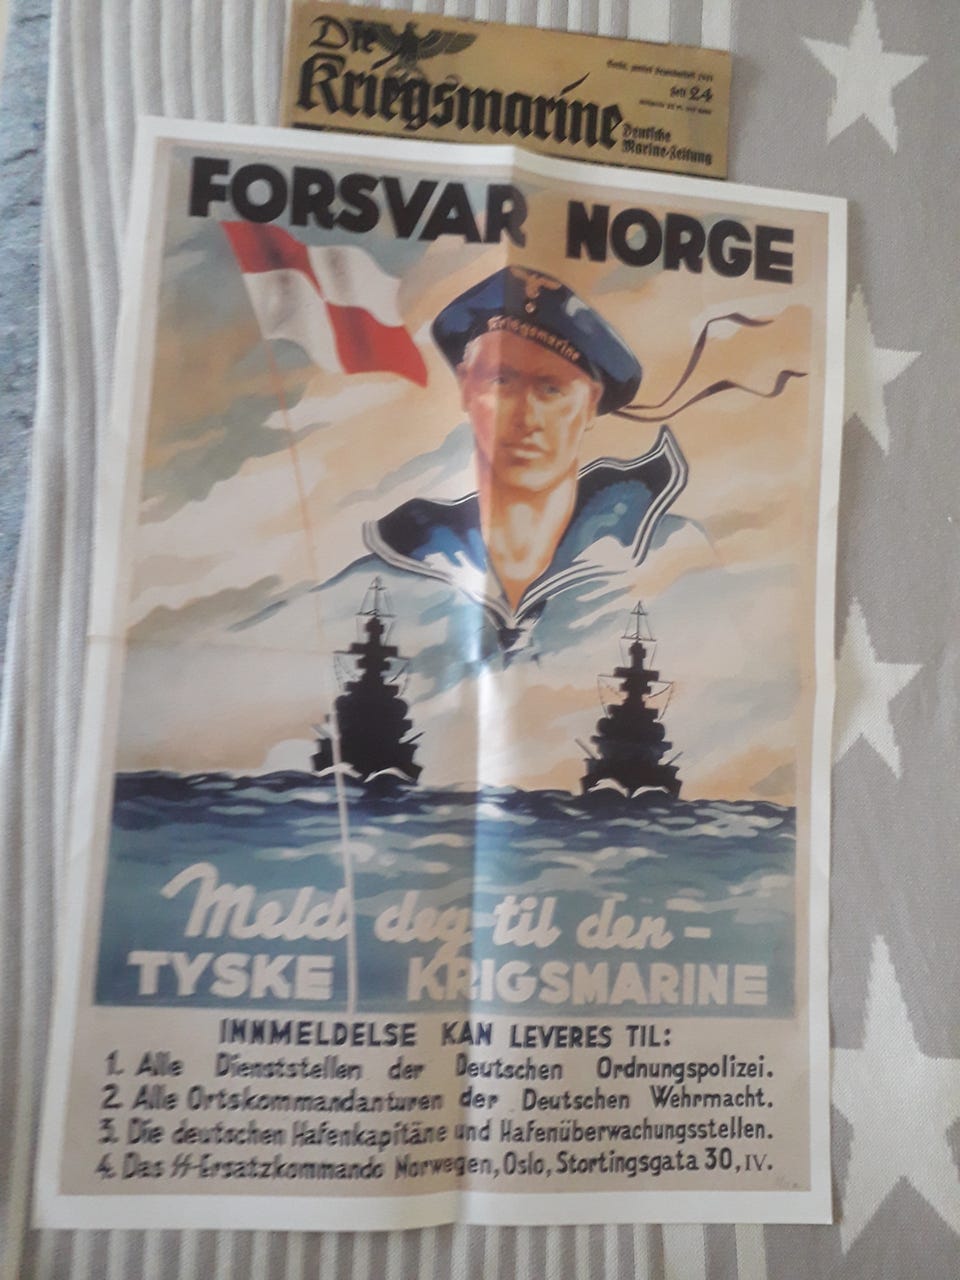 Die
Kriegsmarine
Heft 24
Deutsche
Marine-Zeitung
FORSVAR NORGE
Kriegsmarine
Meld deg til den -
TYSKE KRIGSMARINE
INNMELDELSE KAN LEVERES TIL:
1. Alle Dienststellen der Deutschen Ordnungspolizei.
2. Alle Ortskommandanturen der Deutschen Wehrmacht.
3. Die deutschen Hafenkapitäne und Hafenüberwachungsstellen.
4. Das SS-Ersatzkommando Norwegen, Oslo, Stortingsgata 30, IV.